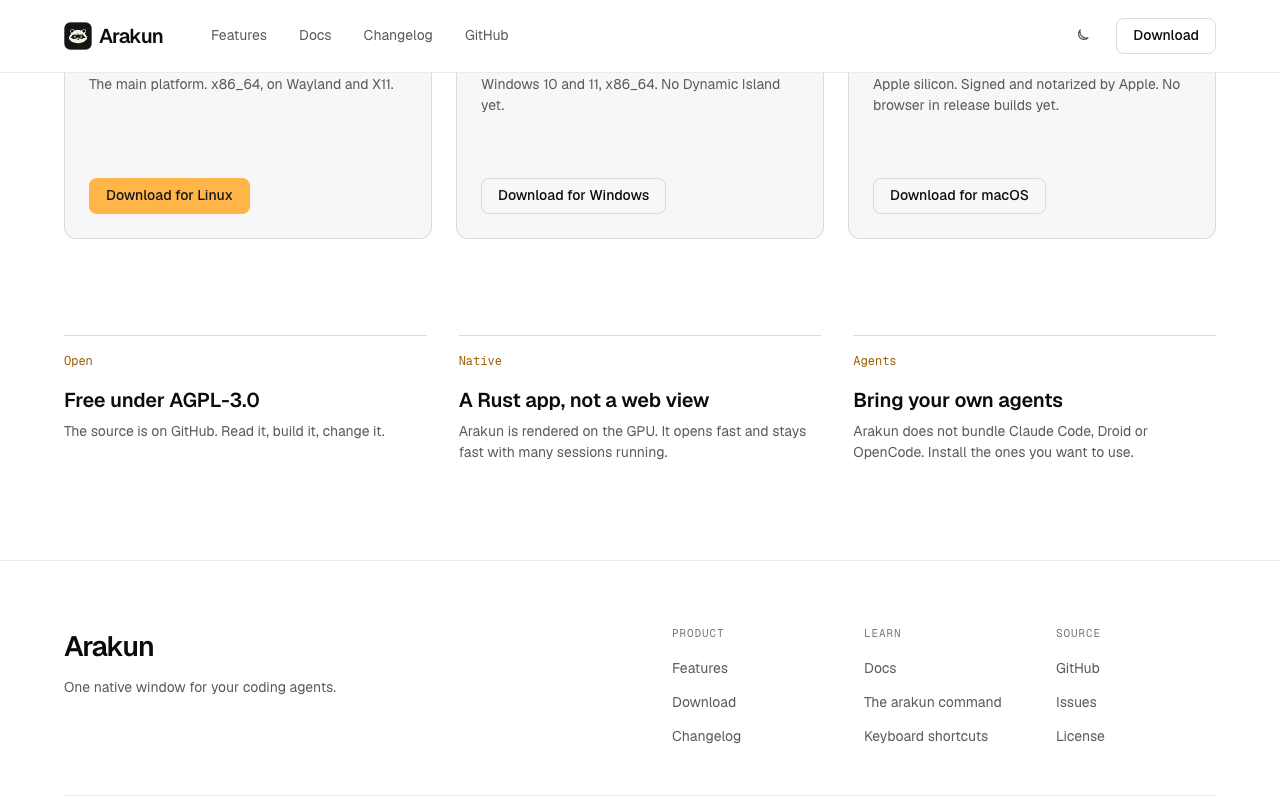 Arakun
Features
Docs
Changelog
GitHub
Download
The main platform. x86_64, on Wayland and X11.
Download for Linux
Windows 10 and 11, x86_64. No Dynamic Island
yet.
Download for Windows
Apple silicon. Signed and notarized by Apple. No
browser in release builds yet.
Download for macOS
Open
Free under AGPL-3.0
The source is on GitHub. Read it, build it, change it.
Native
A Rust app, not a web view
Arakun is rendered on the GPU. It opens fast and stays
fast with many sessions running.
Agents
Bring your own agents
Arakun does not bundle Claude Code, Droid or
OpenCode. Install the ones you want to use.
Arakun
One native window for your coding agents.
PRODUCT
Features
Download
Changelog
LEARN
Docs
The arakun command
Keyboard shortcuts
SOURCE
GitHub
Issues
License